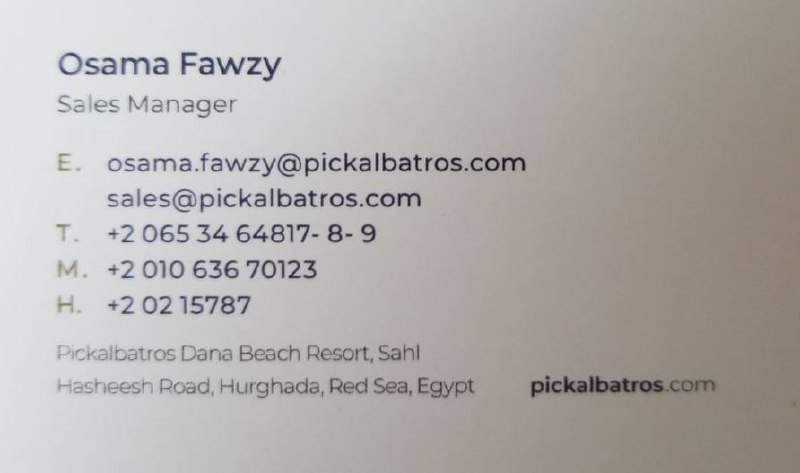 Osama Fawzy
Sales Manager
E. osama.fawzy@pickalbatros.com
sales@pickalbatros.com
T. +2 065 34 64817- 8- 9
M. +2 010 636 70123
H. +2 02 15787
Pickalbatros Dana Beach Resort, Sahl
Hasheesh Road, Hurghada, Red Sea, Egypt
pickalbatros.com